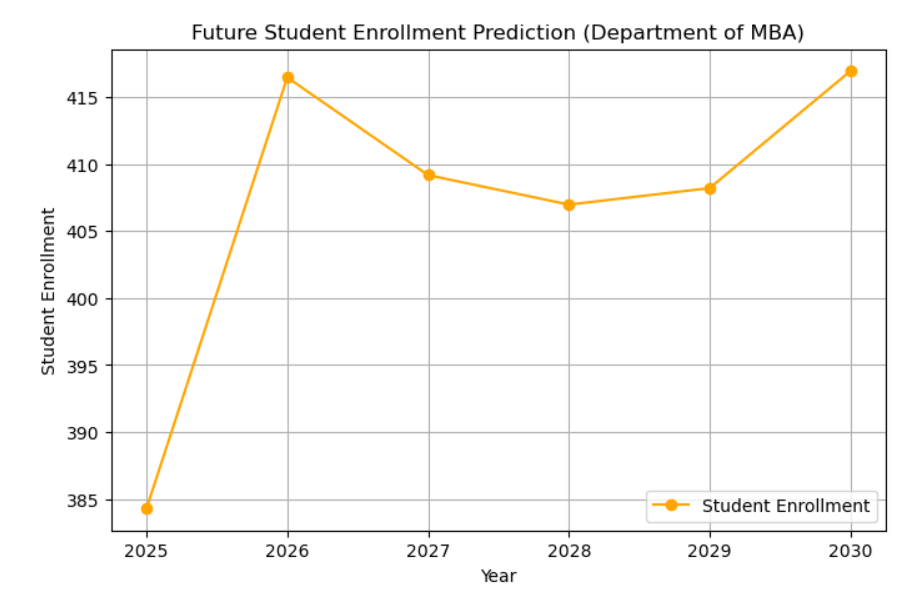 Future Student Enrollment Prediction (Department of MBA)
415
410
405
400
395
390
385
Student Enrollment
Student Enrollment
2025 2026 2027 2028 2029 2030
Year